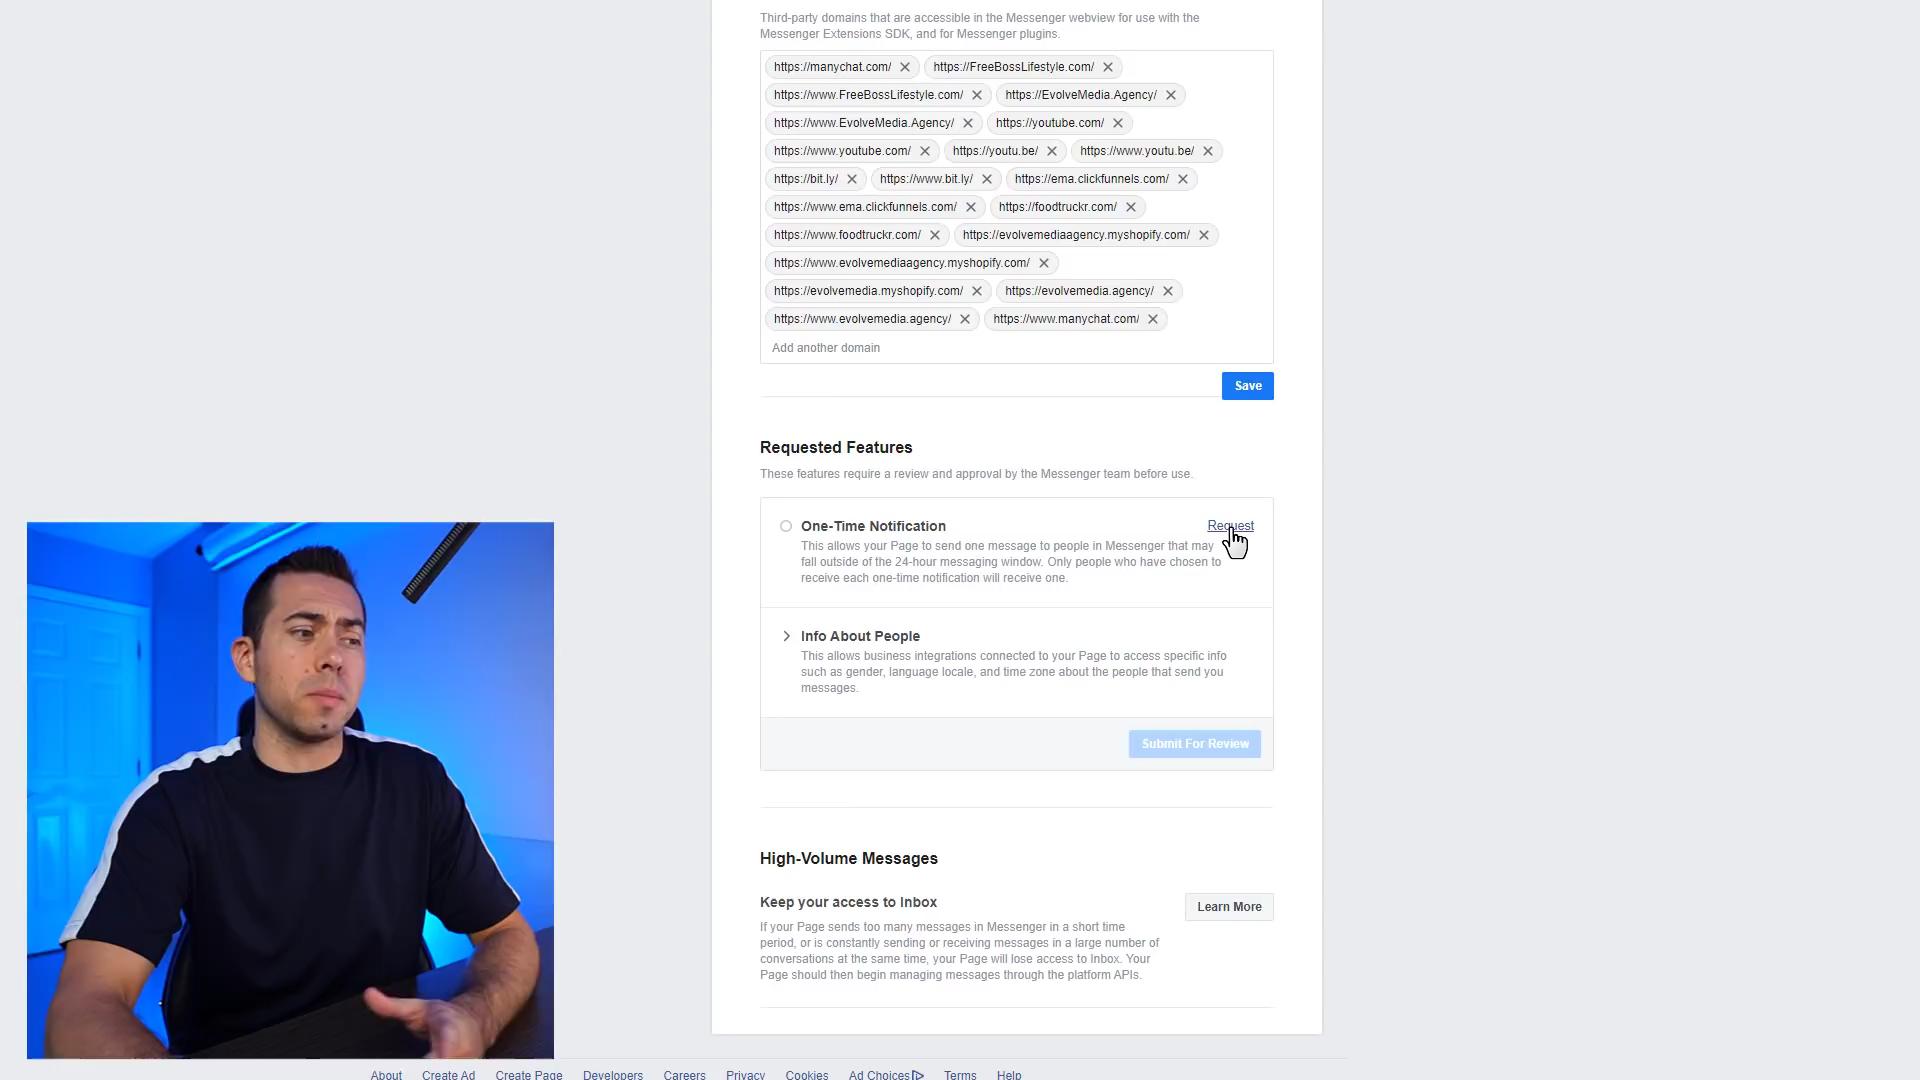 Third-party domains that are accessible in the Messenger webview for use with the
Messenger Extensions SDK, and for Messenger plugins.
https://manychat.com/ https://FreeBossLifestyle.com/
https://www.FreeBossLifestyle.com/ https://EvolveMedia.Agency/
https://www.EvolveMedia.Agency/ https://youtube.com/
https://www.youtube.com/ https://youtu.be/ https://www.youtu.be/
https://bit.ly/ https://www.bit.ly/ https://ema.clickfunnels.com/
https://www.ema.clickfunnels.com/ https://foodtruckr.com/
https://www.foodtruckr.com/ https://evolvemediaagency.myshopify.com/
https://www.evolvemediaagency.myshopify.com/
https://evolvemedia.myshopify.com/ https://evolvemedia.agency/
https://www.evolvemedia.agency/ https://www.manychat.com/
Add another domain
Save
Requested Features
These features require a review and approval by the Messenger team before use.
One-Time Notification Request
This allows your Page to send one message to people in Messenger that may
fall outside of the 24-hour messaging window. Only people who have chosen to
receive each one-time notification will receive one.
Info About People
This allows business integrations connected to your Page to access specific info
such as gender, language locale, and time zone about the people that send you
messages.
Submit For Review
High-Volume Messages
Keep your access to Inbox
Learn More
If your Page sends too many messages in Messenger in a short time
period, or is constantly sending or receiving messages in a large number of
conversations at the same time, your Page will lose access to Inbox. Your
Page should then begin managing messages through the platform APIs.
About Create Ad Create Page Developers Careers Privacy Cookies Ad Choices Terms Help